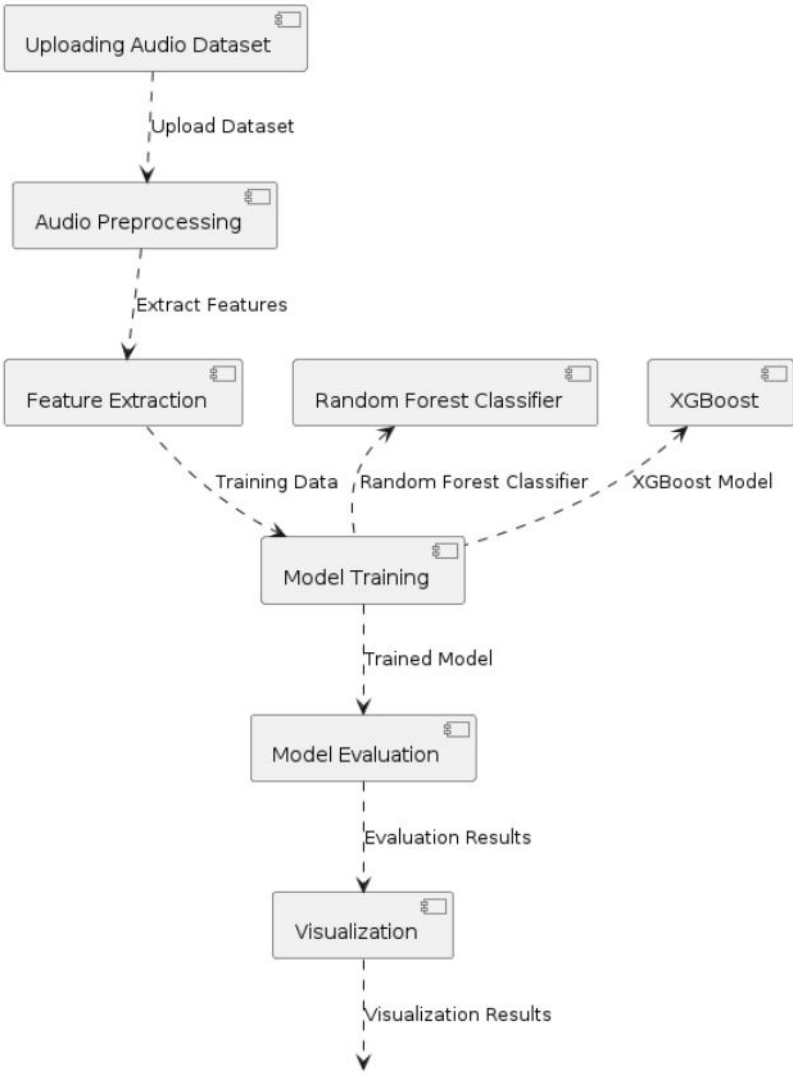 Uploading Audio Dataset
Upload Dataset
Audio Preprocessing
Extract Features
Feature Extraction
Random Forest Classifier
XGBoost
Training Data
Random Forest Classifier
XGBoost Model
Model Training
Trained Model
Model Evaluation
Evaluation Results
Visualization
Visualization Results